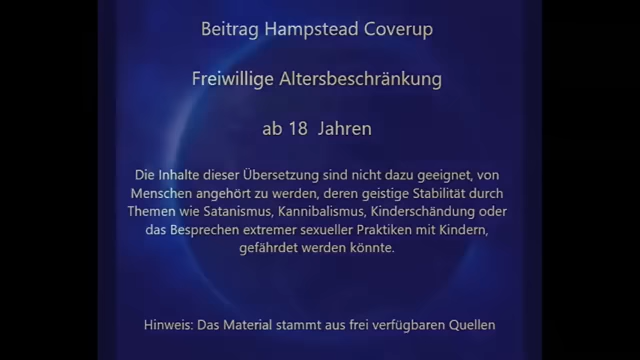 Beitrag Hampstead Coverup
Freiwillige Altersbeschränkung
ab 18 Jahren
Die Inhalte dieser Übersetzung sind nicht dazu geeignet, von
Menschen angehört zu werden, deren geistige Stabilität durch
Themen wie Satanismus, Kannibalismus, Kinderschändung oder
das Besprechen extremer sexueller Praktiken mit Kindern,
gefährdet werden könnte.
Hinweis: Das Material stammt aus frei verfügbaren Quellen